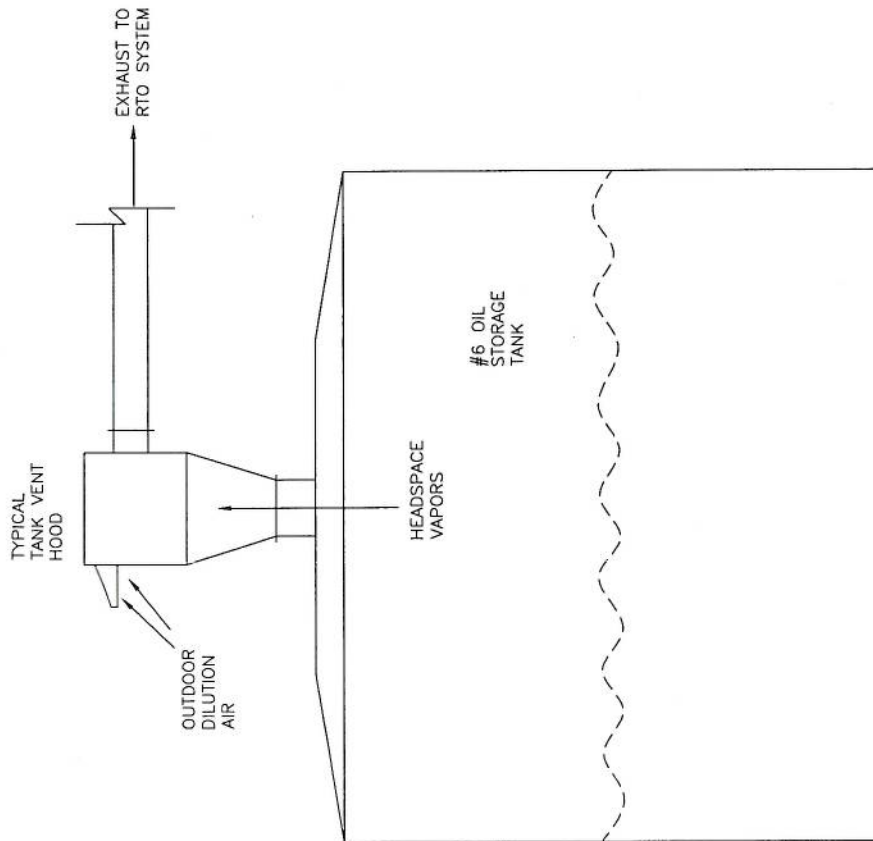 TYPICAL
TANK VENT
HOOD
EXHAUST TO
RTO SYSTEM
OUTDOOR
DILUTION
AIR
HEADSPACE
VAPORS
#6 OIL
STORAGE
TANK